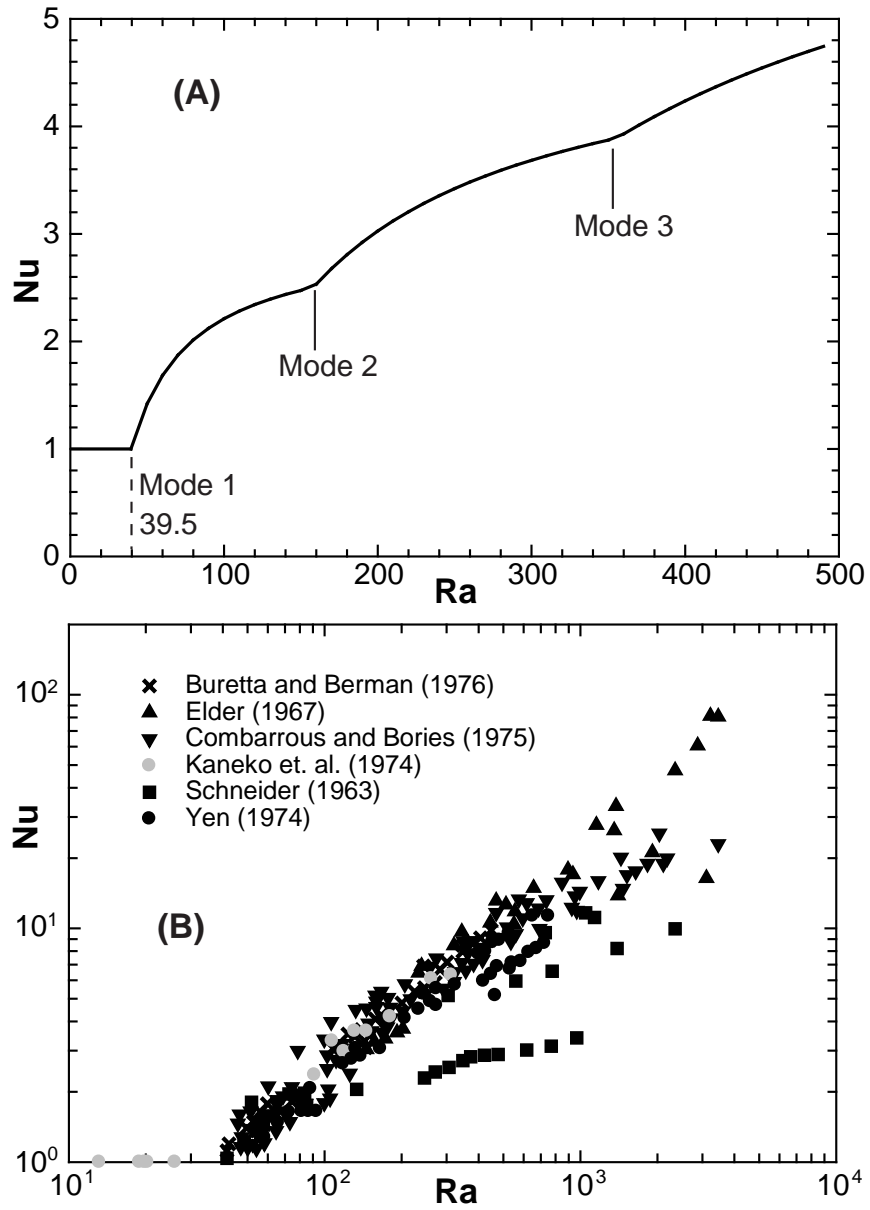 5
4
3
2
1
0
Nu
(A)
Mode 3
Mode 2
Mode 1
39.5
0 100 200 300 400 500
Ra
10²
10¹
10⁰
Nu
Buretta and Berman (1976)
Elder (1967)
Combarrous and Bories (1975)
Kaneko et. al. (1974)
Schneider (1963)
Yen (1974)
(B)
10¹ 10² 10³ 10⁴
Ra